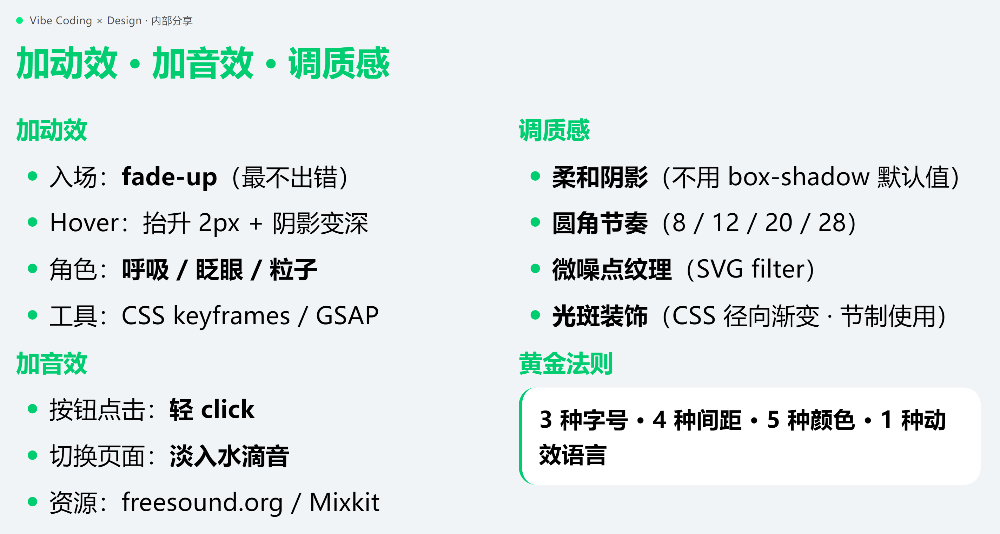 Vibe Coding × Design · 内部分享
加动效 · 加音效 · 调质感
加动效
入场：fade-up（最不出错）
Hover：抬升 2px + 阴影变深
角色：呼吸 / 眨眼 / 粒子
工具：CSS keyframes / GSAP
加音效
按钮点击：轻 click
切换页面：淡入水滴音
资源：freesound.org / Mixkit
调质感
柔和阴影（不用 box-shadow 默认值）
圆角节奏（8 / 12 / 20 / 28）
微噪点纹理（SVG filter）
光斑装饰（CSS 径向渐变 · 节制使用）
黄金法则
3 种字号 · 4 种间距 · 5 种颜色 · 1 种动
效语言